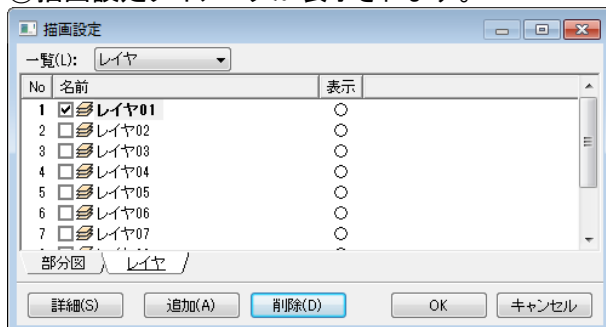 描画設定
一覧(L): レイヤ
No 名前 表示
1 レイヤ01 ○
2 レイヤ02 ○
3 レイヤ03 ○
4 レイヤ04 ○
5 レイヤ05 ○
6 レイヤ06 ○
7 レイヤ07 ○
部分図 レイヤ
詳細(S) 追加(A) 削除(D) OK キャンセル